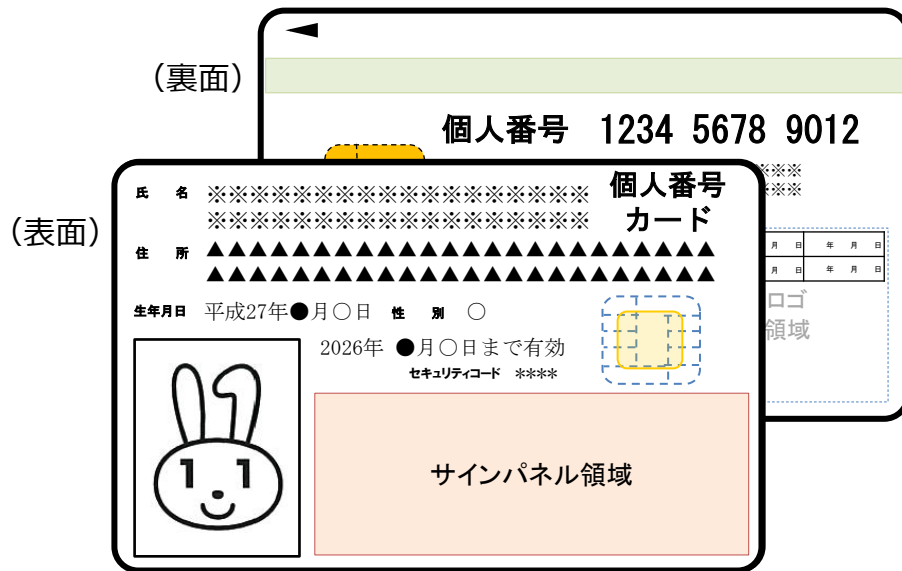 (裏面)
個人番号 1234 5678 9012
※※※
※※※
(表面)
氏 名 ※※※※※※※※※※※※※※※※※※
※※※※※※※※※※※※※※※※※※
個人番号
カード
住 所 ▲▲▲▲▲▲▲▲▲▲▲▲▲▲▲▲▲▲▲▲▲▲▲▲
▲▲▲▲▲▲▲▲▲▲▲▲▲▲▲▲▲▲▲▲▲▲▲▲
生年月日 平成27年●月○日 性 別 ○
2026年 ●月○日まで有効
セキュリティコード ****
サインパネル領域
月 日 年 月 日
月 日 年 月 日
ロゴ
領域